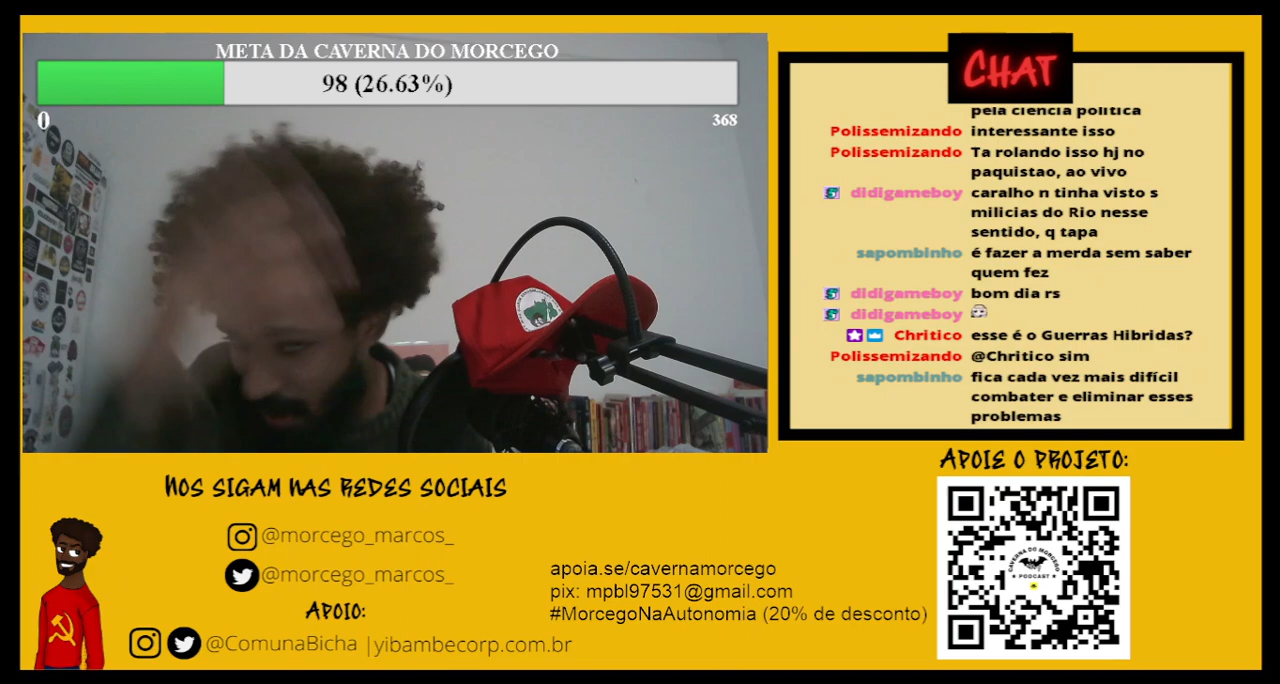 META DA CAVERNA DO MORCEGO
98 (26.63%)
0
368
CHAT
pela ciência política
Polissemizando interessante isso
Polissemizando Ta rolando isso hj no
paquistao, ao vivo
didigameboy caralho n tinha visto s
milicias do Rio nesse
sentido, q tapa
sapombinho é fazer a merda sem saber
quem fez
didigameboy bom dia rs
didigameboy
Chritico esse é o Guerras Hibridas?
Polissemizando @Chritico sim
sapombinho fica cada vez mais difícil
combater e eliminar esses
problemas
NOS SIGAM NAS REDES SOCIAIS
@morcego_marcos_
@morcego_marcos_
APOIO:
@ComunaBicha |yibambecorp.com.br
apoia.se/cavernamorcego
pix: mpbl97531@gmail.com
#MorcegoNaAutonomia (20% de desconto)
APOIE O PROJETO:
CAVERNA DO MORCEGO
PODCAST